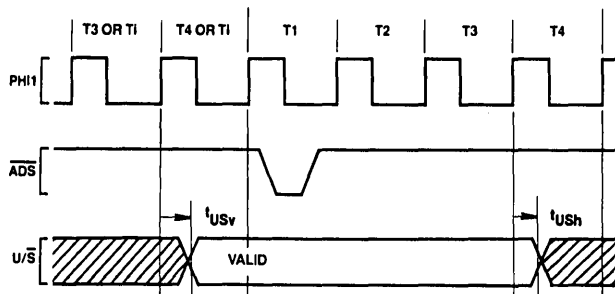 T3 OR Ti T4 OR Ti T1 T2 T3 T4
PHI1
ADS
tUSv tUSh
U/S
VALID